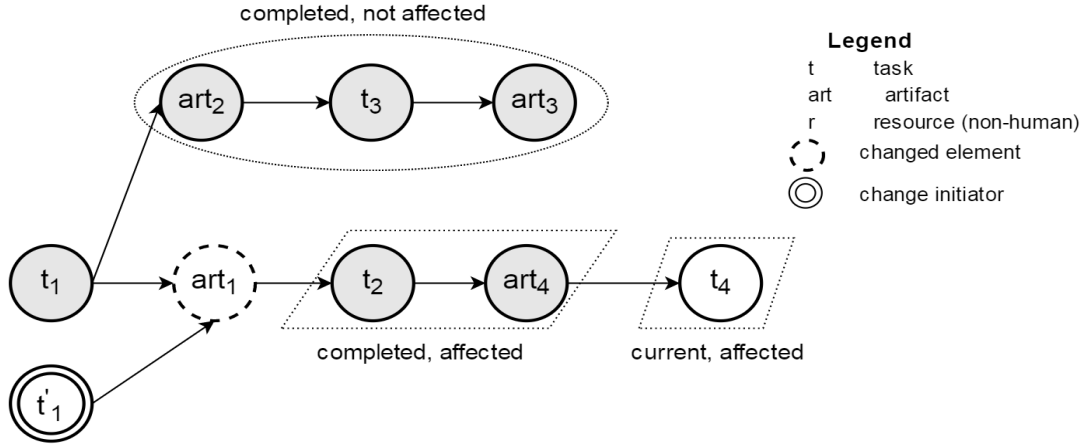 completed, not affected
art2
t3
art3
Legend
t task
art artifact
r resource (non-human)
changed element
change initiator
t1
art1
t2
art4
t4
completed, affected
current, affected
t'1